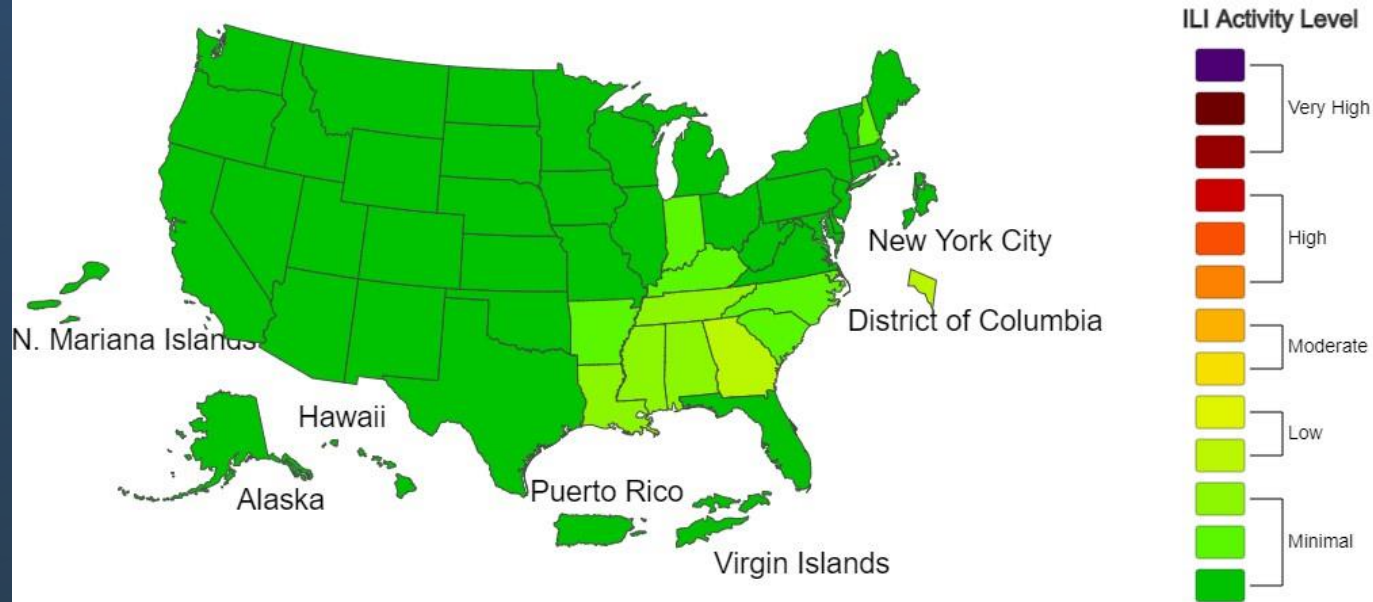 ILI Activity Level
Very High
High
Moderate
Low
Minimal
New York City
District of Columbia
N. Mariana Islands
Hawaii
Alaska
Puerto Rico
Virgin Islands